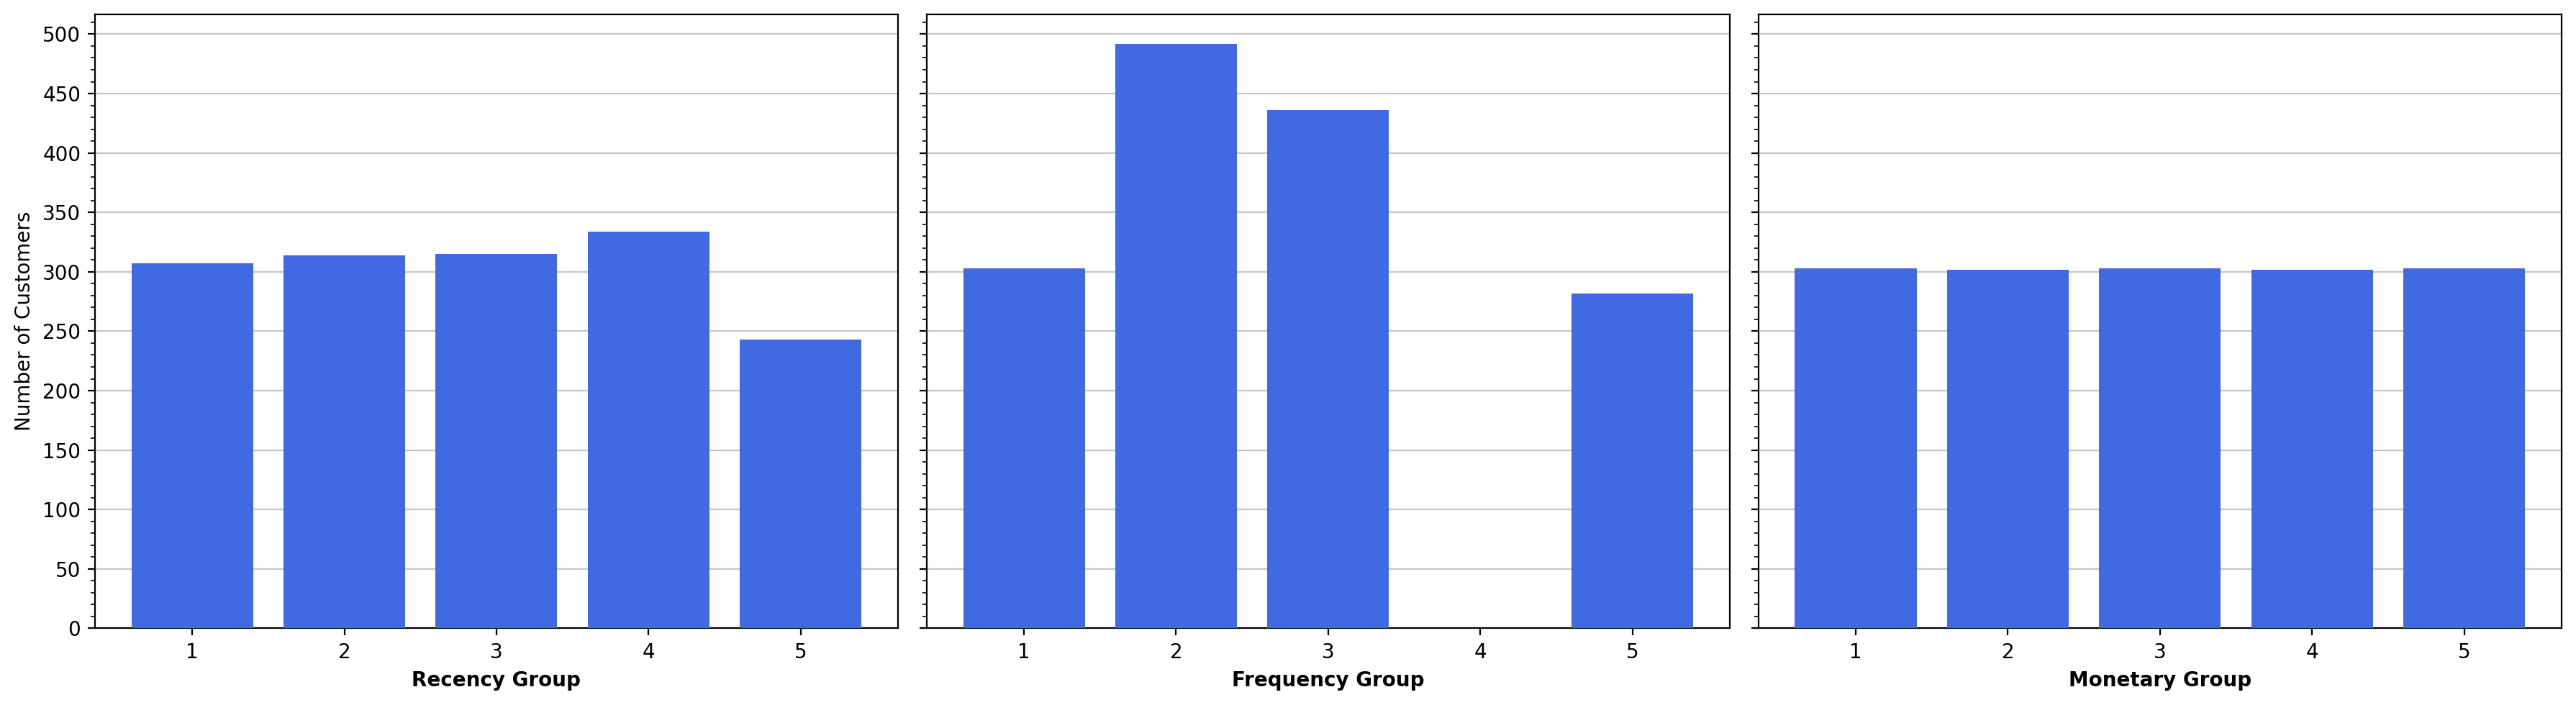 Number of Customers
500
450
400
350
300
250
200
150
100
50
0
1 2 3 4 5
Recency Group
1 2 3 4 5
Frequency Group
1 2 3 4 5
Monetary Group